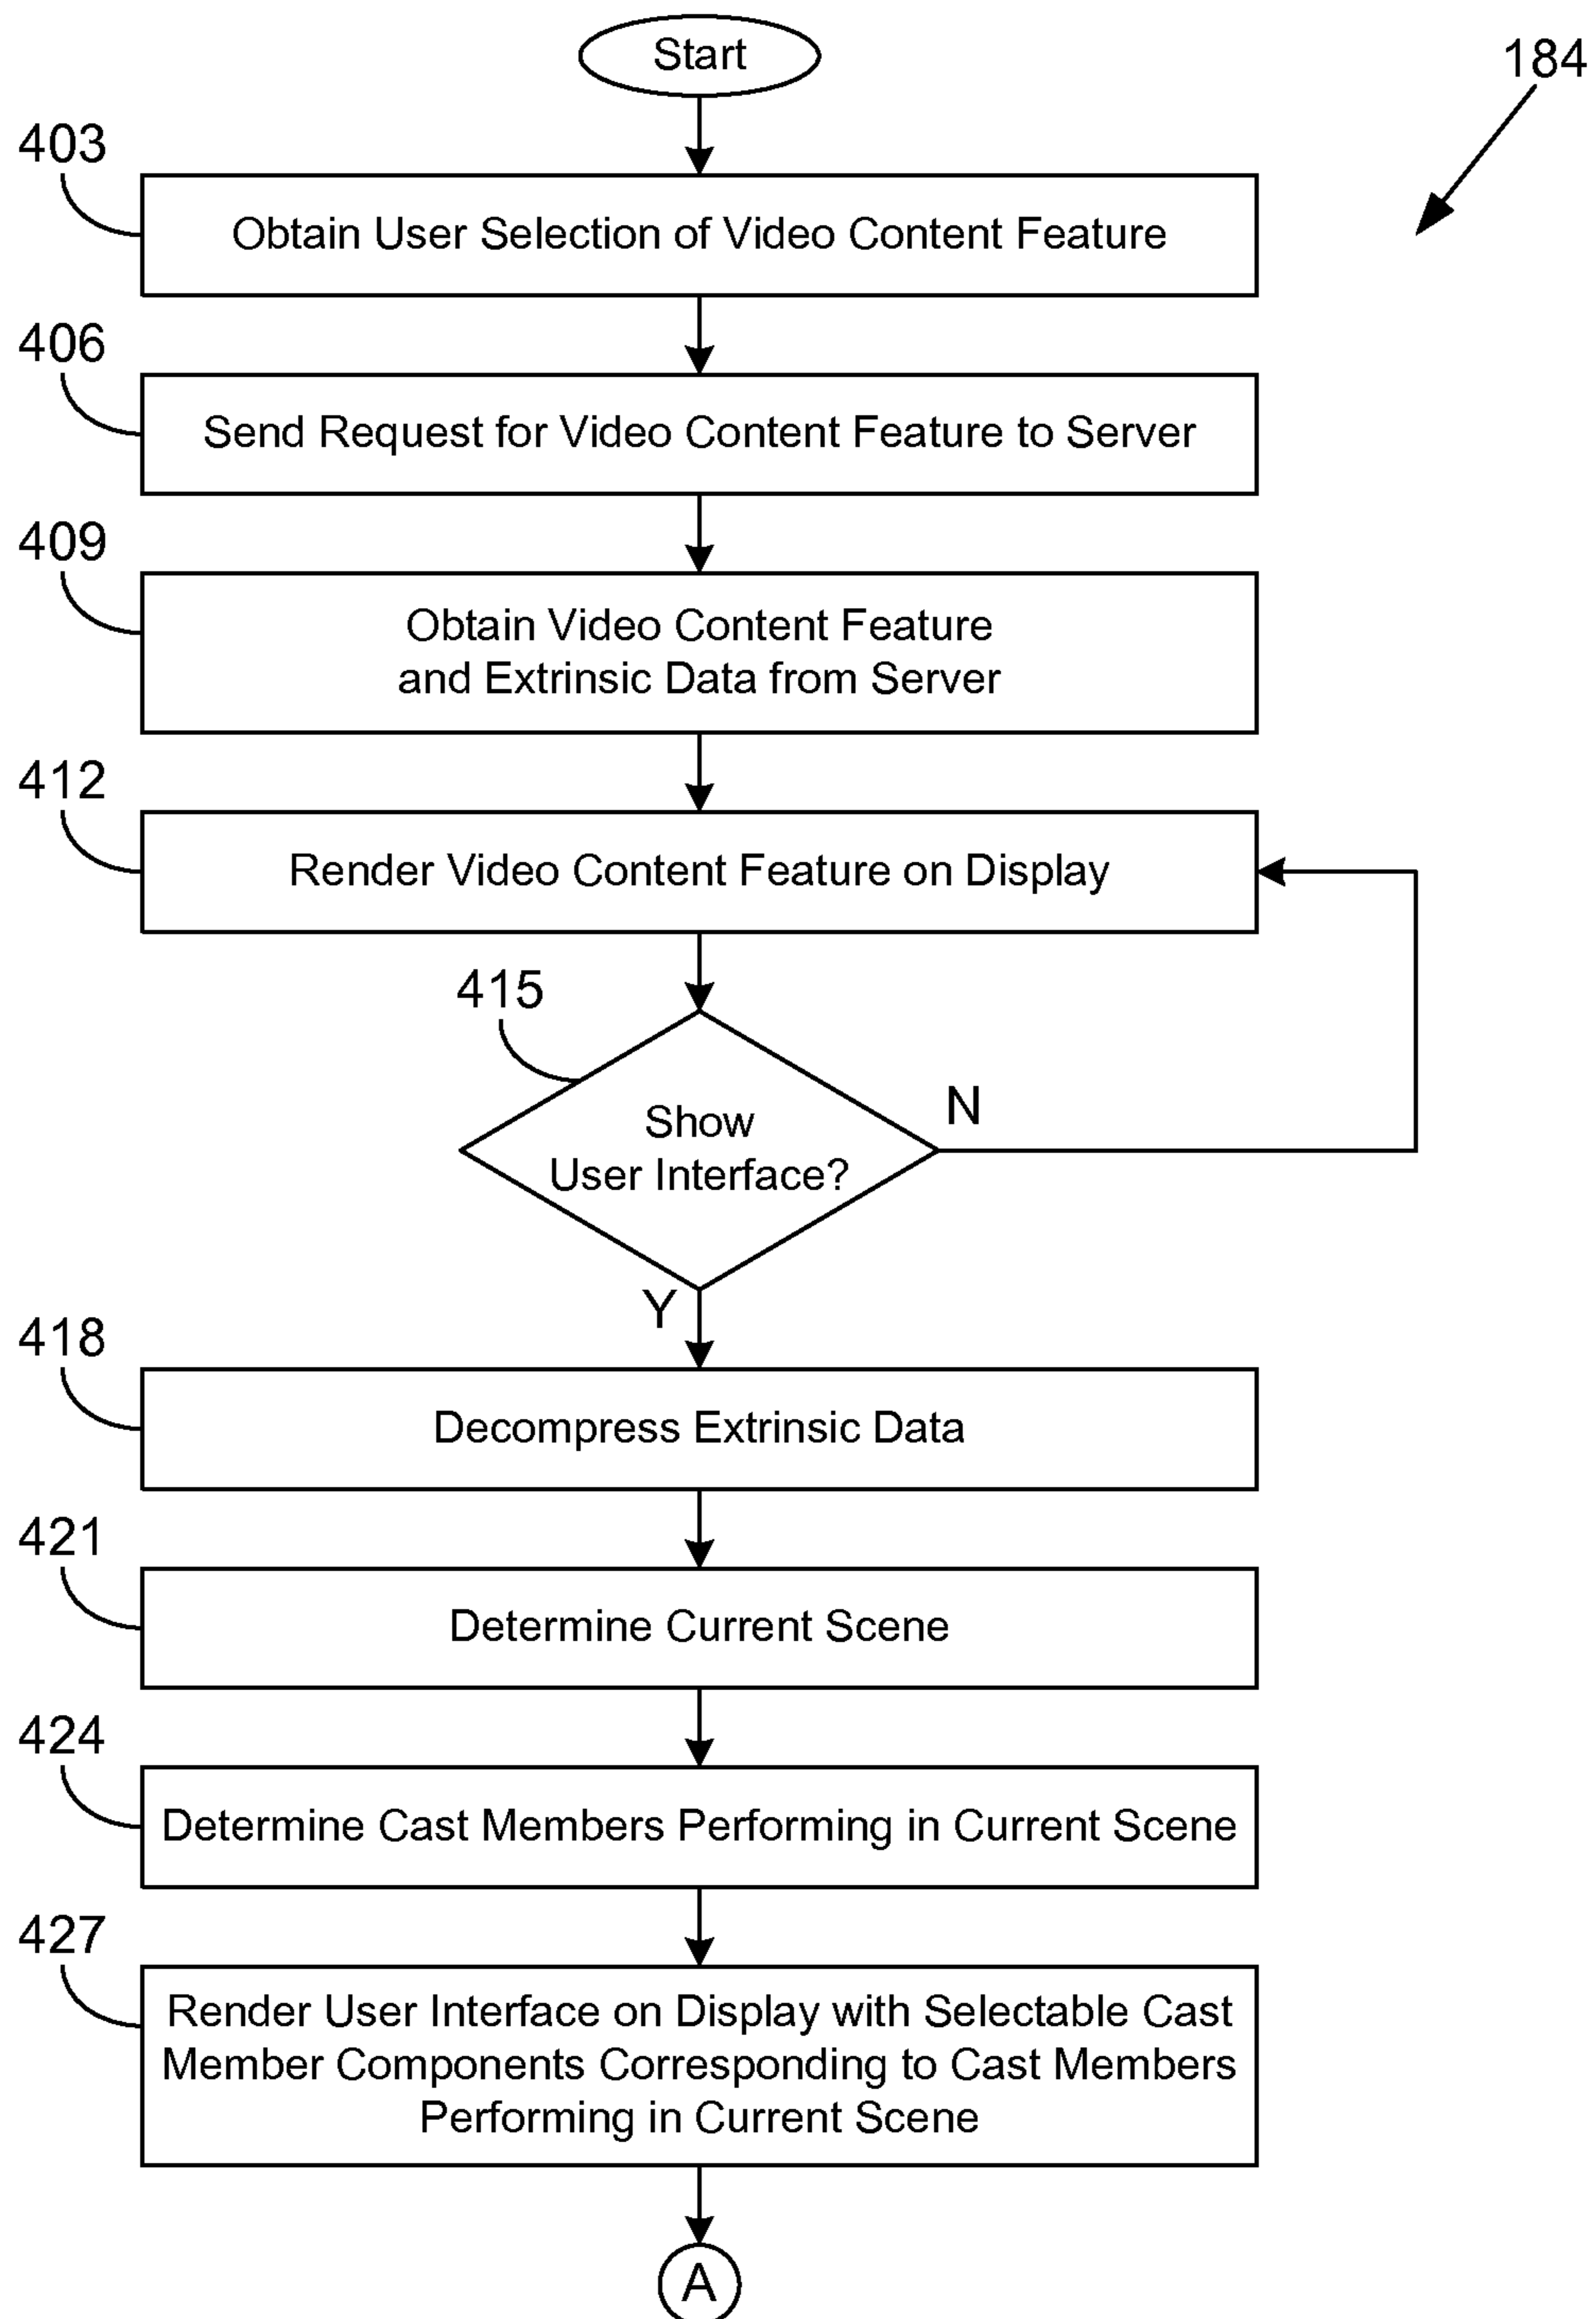 Start
184
403
Obtain User Selection of Video Content Feature
406
Send Request for Video Content Feature to Server
409
Obtain Video Content Feature
and Extrinsic Data from Server
412
Render Video Content Feature on Display
415
Show
User Interface?
N
Y
418
Decompress Extrinsic Data
421
Determine Current Scene
424
Determine Cast Members Performing in Current Scene
427
Render User Interface on Display with Selectable Cast
Member Components Corresponding to Cast Members
Performing in Current Scene
A